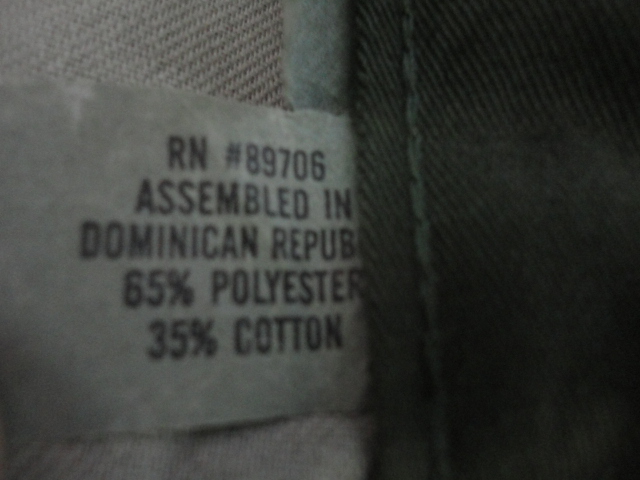 RN #89706
ASSEMBLED IN
DOMINICAN REPUB
65% POLYESTER
35% COTTON